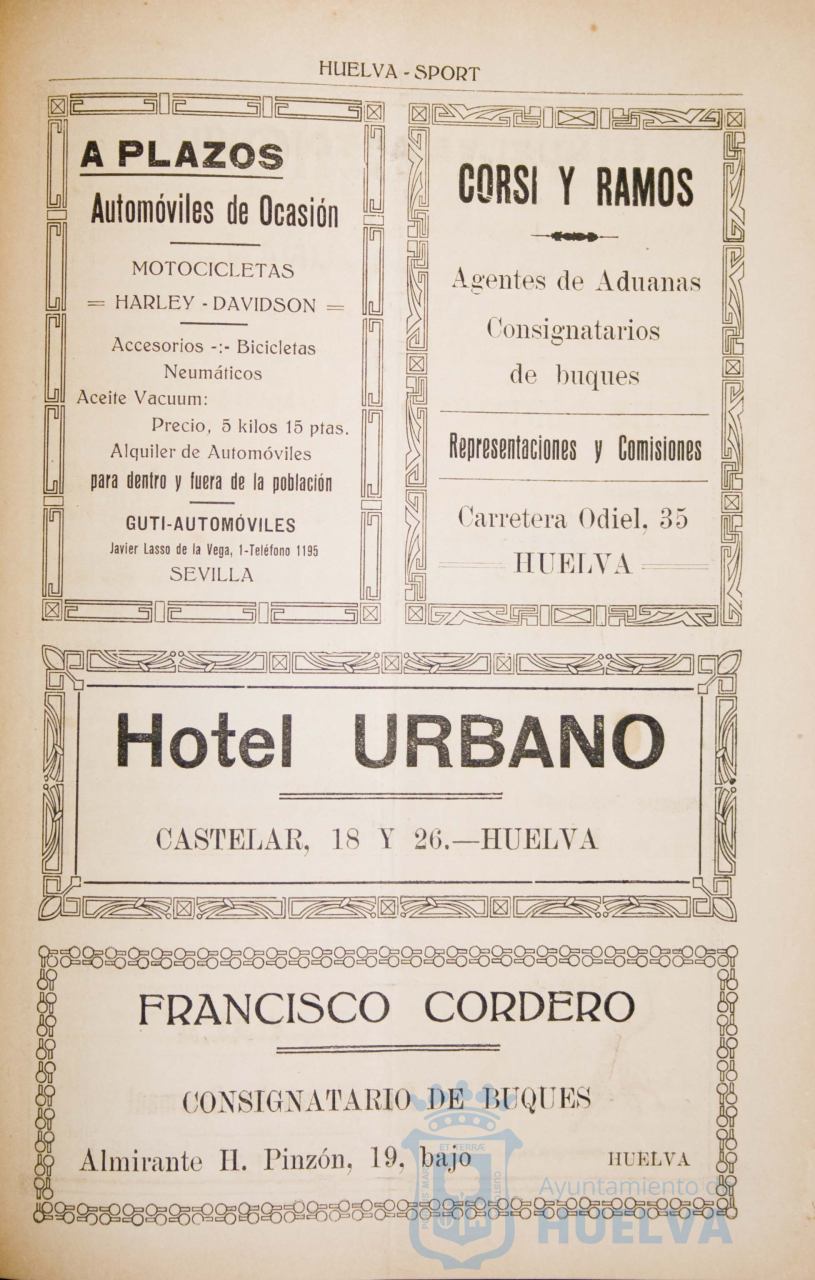 HUELVA - SPORT
A PLAZOS
Automóviles de Ocasión
MOTOCICLETAS
= HARLEY - DAVIDSON =
Accesorios -:- Bicicletas
Neumáticos
Aceite Vacuum:
Precio, 5 kilos 15 ptas.
Alquiler de Automóviles
para dentro y fuera de la población
GUTI-AUTOMÓVILES
Javier Lasso de la Vega, 1-Teléfono 1195
SEVILLA
CORSI Y RAMOS
Agentes de Aduanas
Consignatarios
de buques
Representaciones y Comisiones
Carretera Odiel, 35
HUELVA
Hotel URBANO
CASTELAR, 18 Y 26.—HUELVA
FRANCISCO CORDERO
CONSIGNATARIO DE BUQUES
Almirante H. Pinzón, 19, bajo HUELVA
ET TERRÆ
Ayuntamiento de
HUELVA